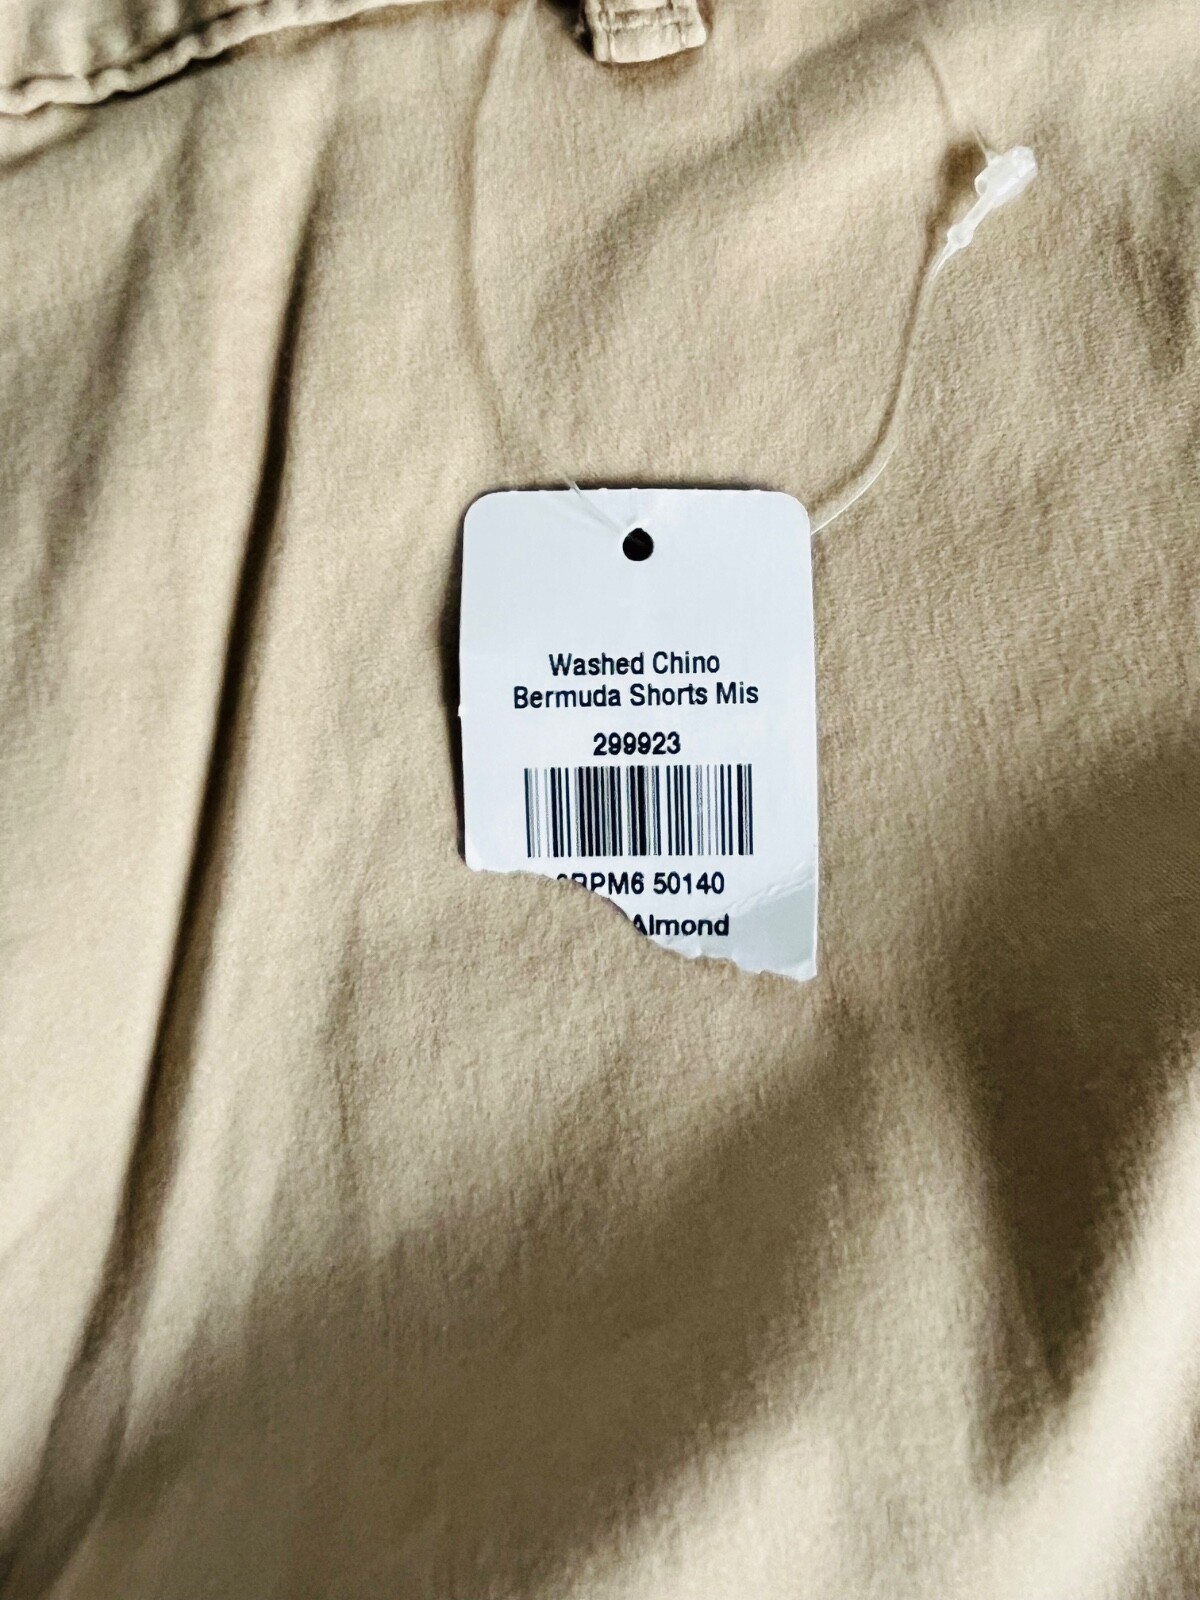 Washed Chino
Bermuda Shorts Mis
299923
50140
Almond